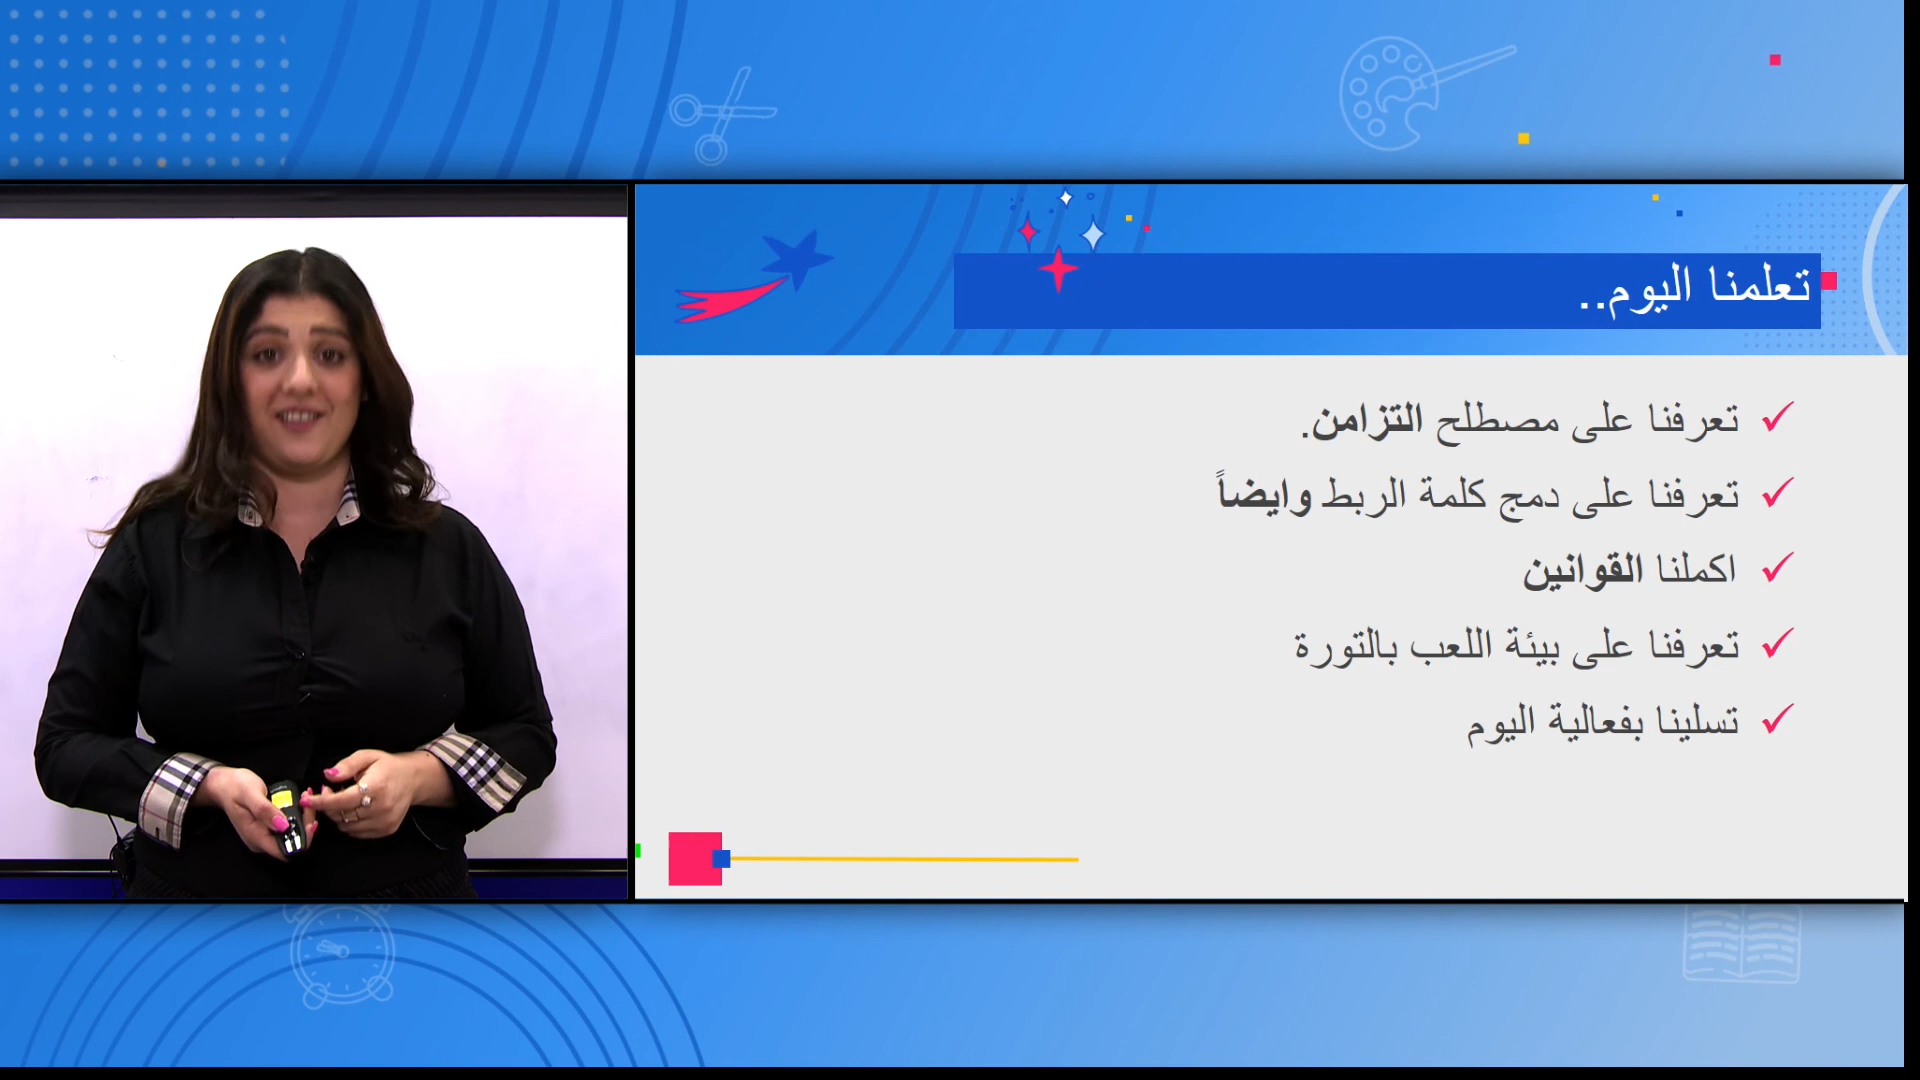 تعلمنا اليوم..
تعرفنا على مصطلح التزامن.
تعرفنا على دمج كلمة الربط وايضاً
اكملنا القوانين
تعرفنا على بيئة اللعب بالتورة
تسلينا بفعالية اليوم